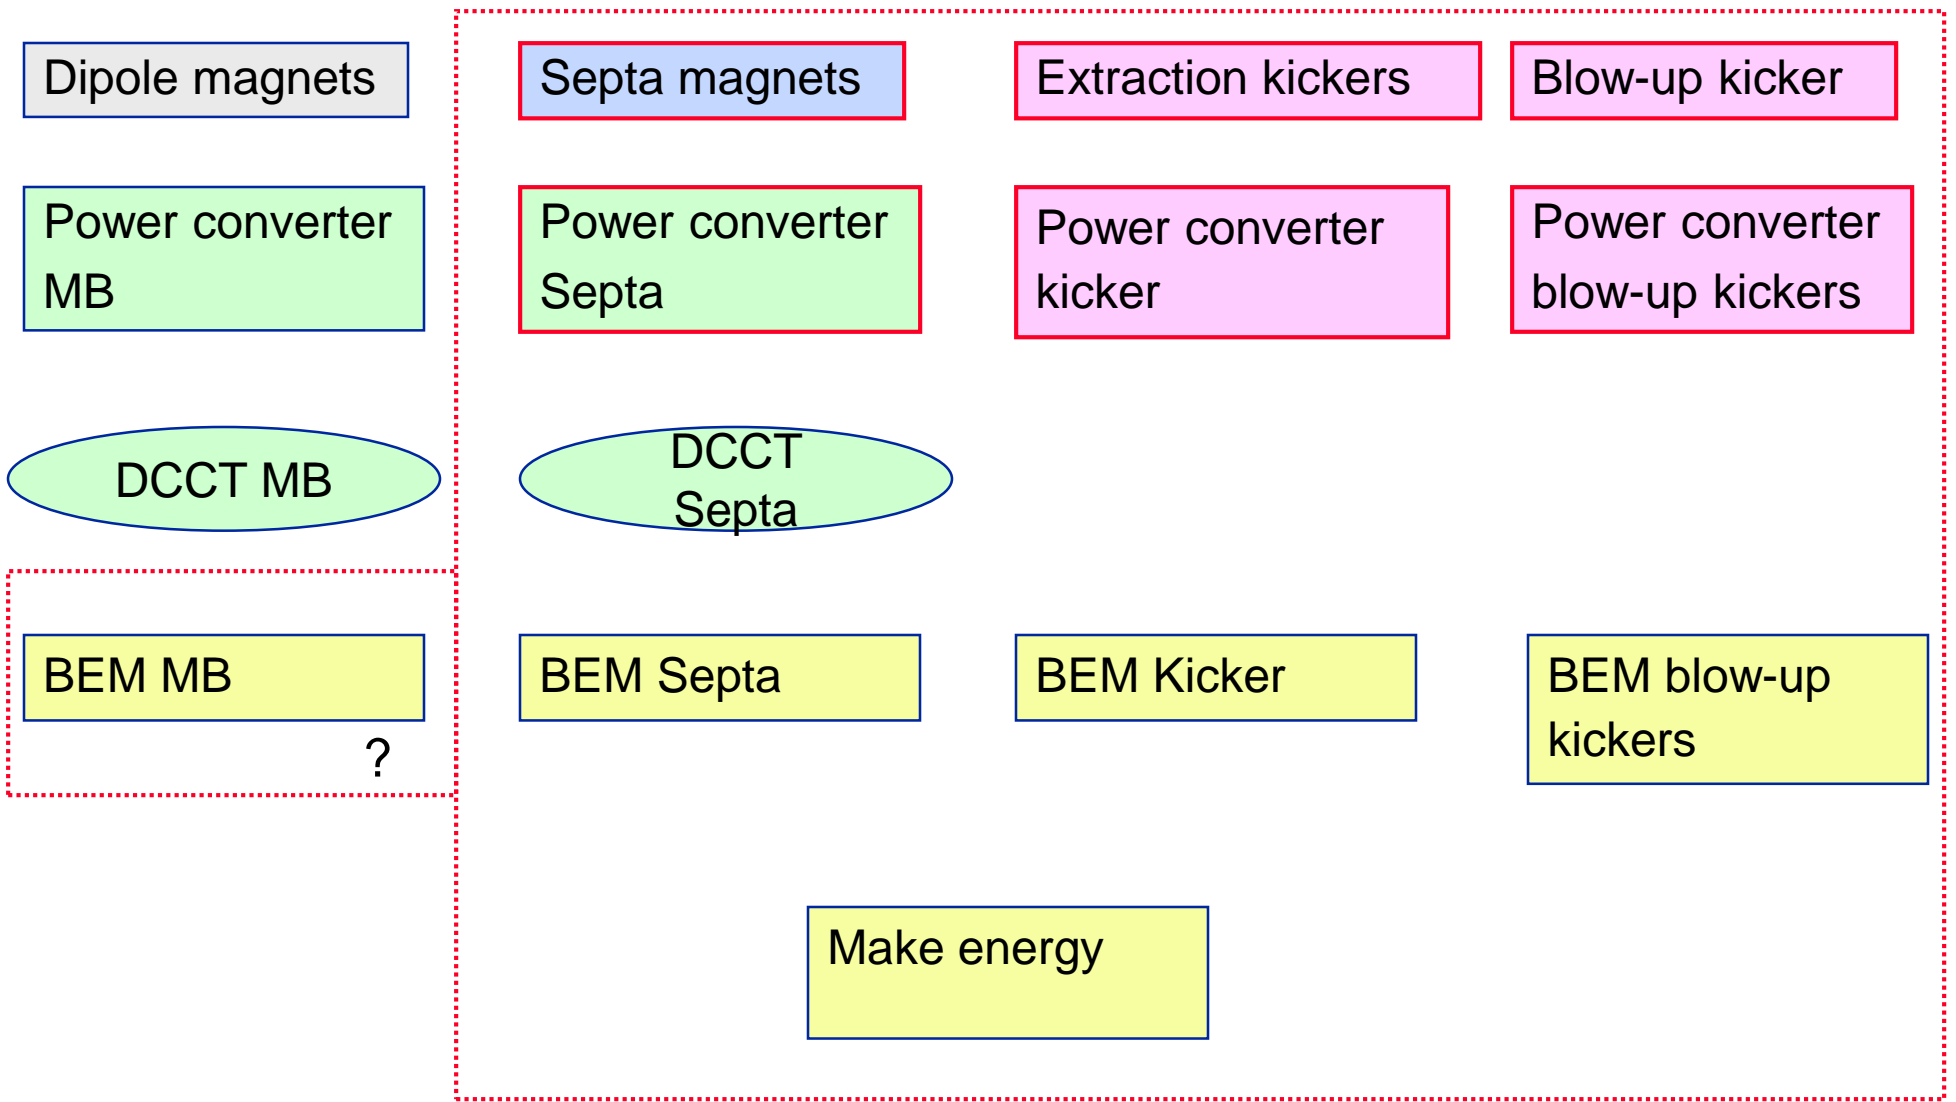 Dipole magnets
Septa magnets
Extraction kickers
Blow-up kicker
Power converter
MB
Power converter
Septa
Power converter
kicker
Power converter
blow-up kickers
DCCT MB
DCCT
Septa
BEM MB
?
BEM Septa
BEM Kicker
BEM blow-up
kickers
Make energy